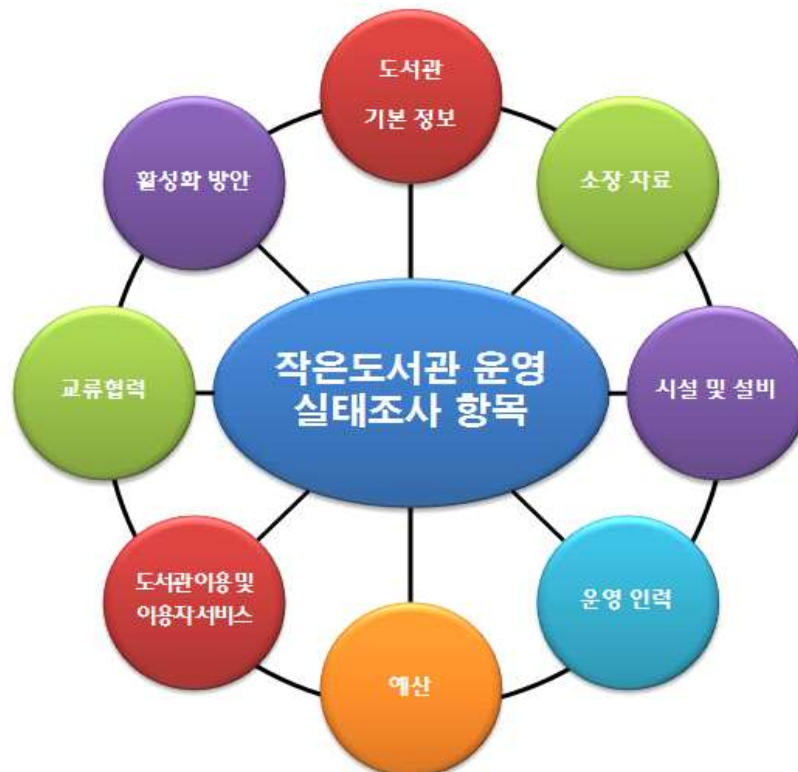 도서관
기본 정보
활성화 방안
소장 자료
작은도서관 운영
실태조사 항목
교류협력
시설 및 설비
도서관이용 및
이용자서비스
운영 인력
예산